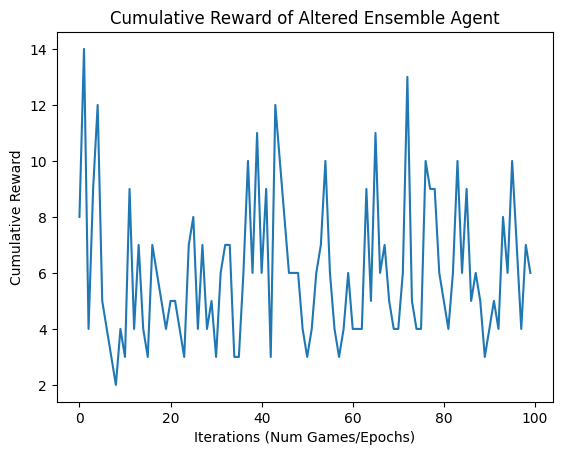 Cumulative Reward of Altered Ensemble Agent
14
12
10
8
6
4
2
Cumulative Reward
0 20 40 60 80 100
Iterations (Num Games/Epochs)